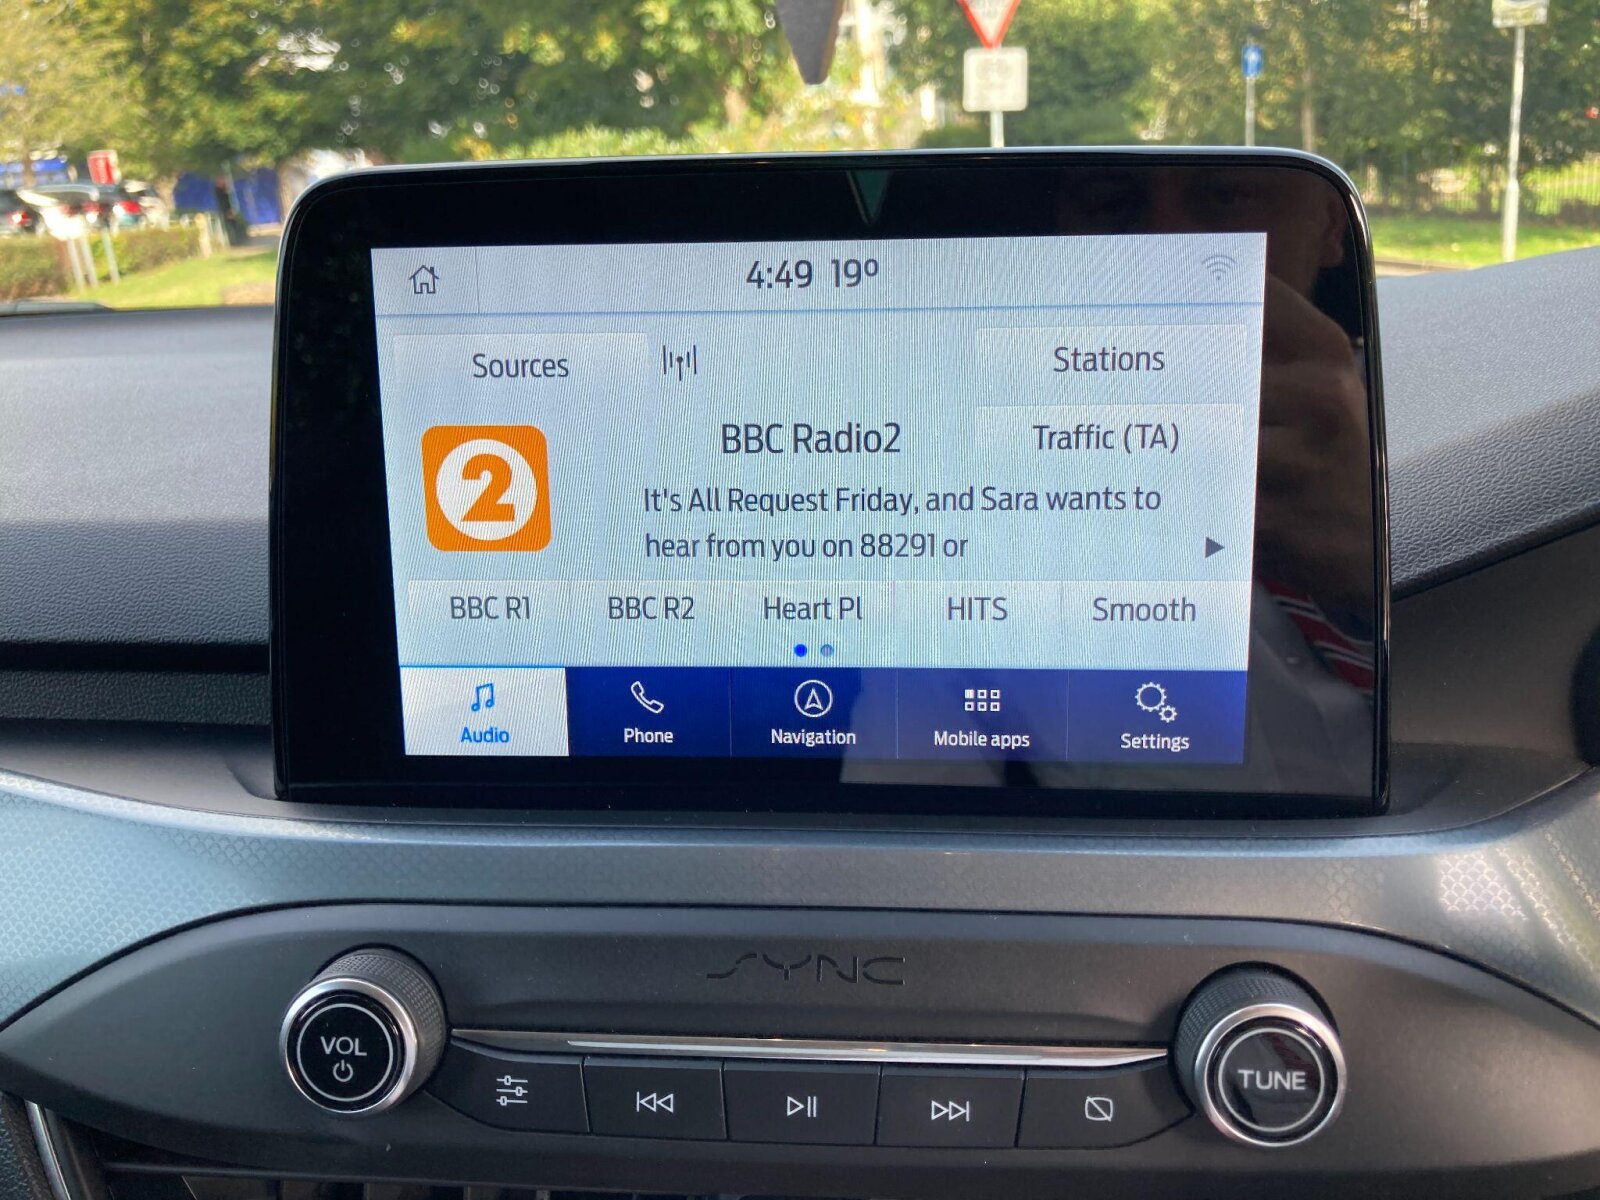 4:49 19º
Sources
Stations
2
BBC Radio2
Traffic (TA)
It's All Request Friday, and Sara wants to
hear from you on 88291 or
BBC R1 BBC R2 Heart Pl HITS Smooth
Audio Phone Navigation Mobile apps Settings
SYNC
VOL
TUNE